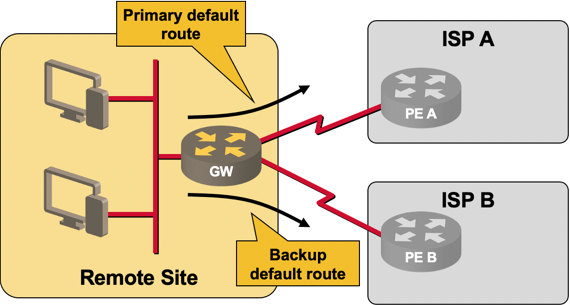 Primary default
route
ISP A
PE A
GW
ISP B
PE B
Backup
default route
Remote Site